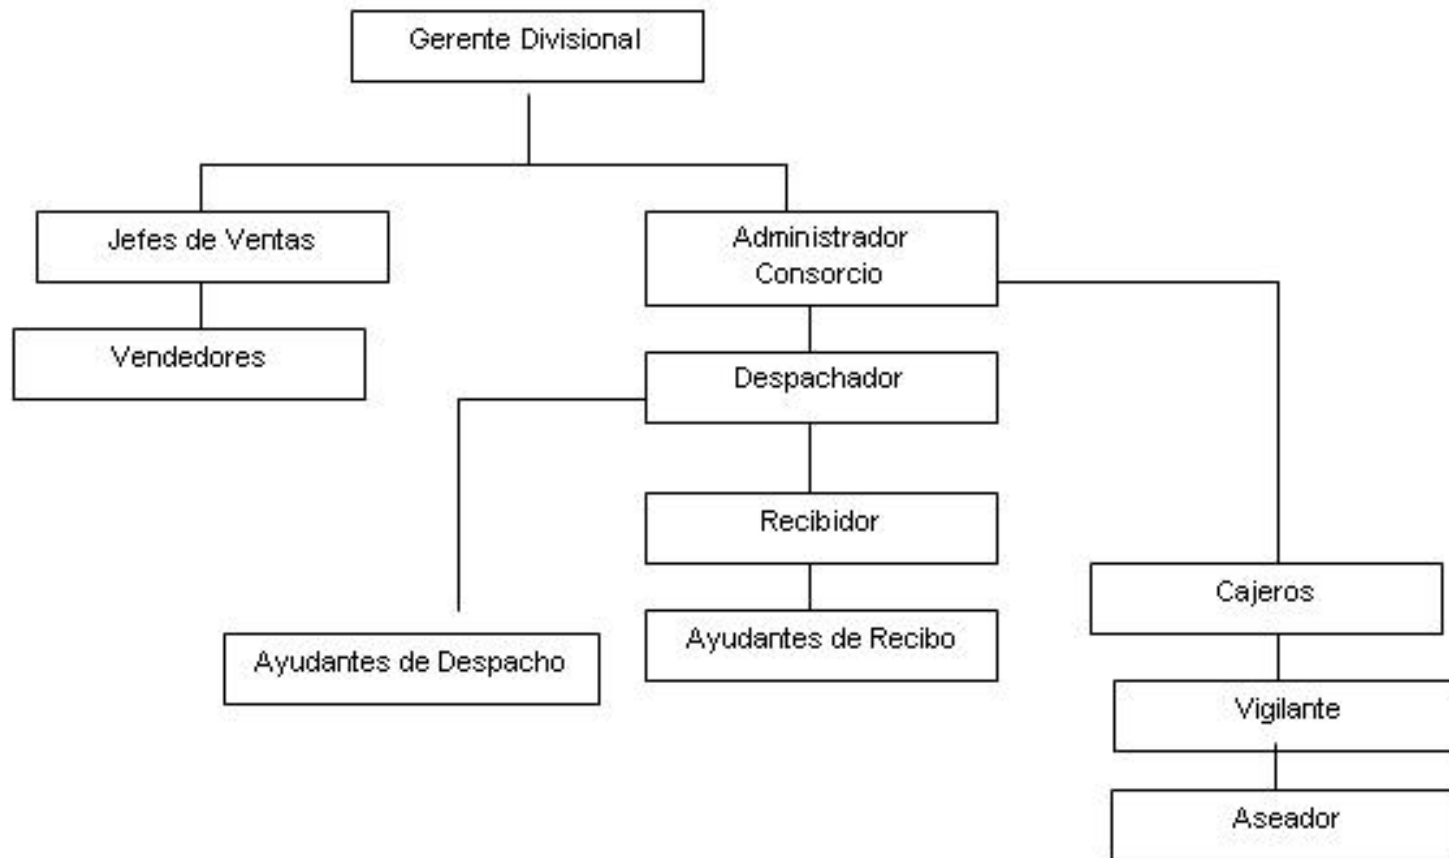 Gerente Divisional
Jefes de Ventas
Administrador
Consorcio
Vendedores
Despachador
Recibidor
Cajeros
Ayudantes de Despacho
Ayudantes de Recibo
Vigilante
Aseador